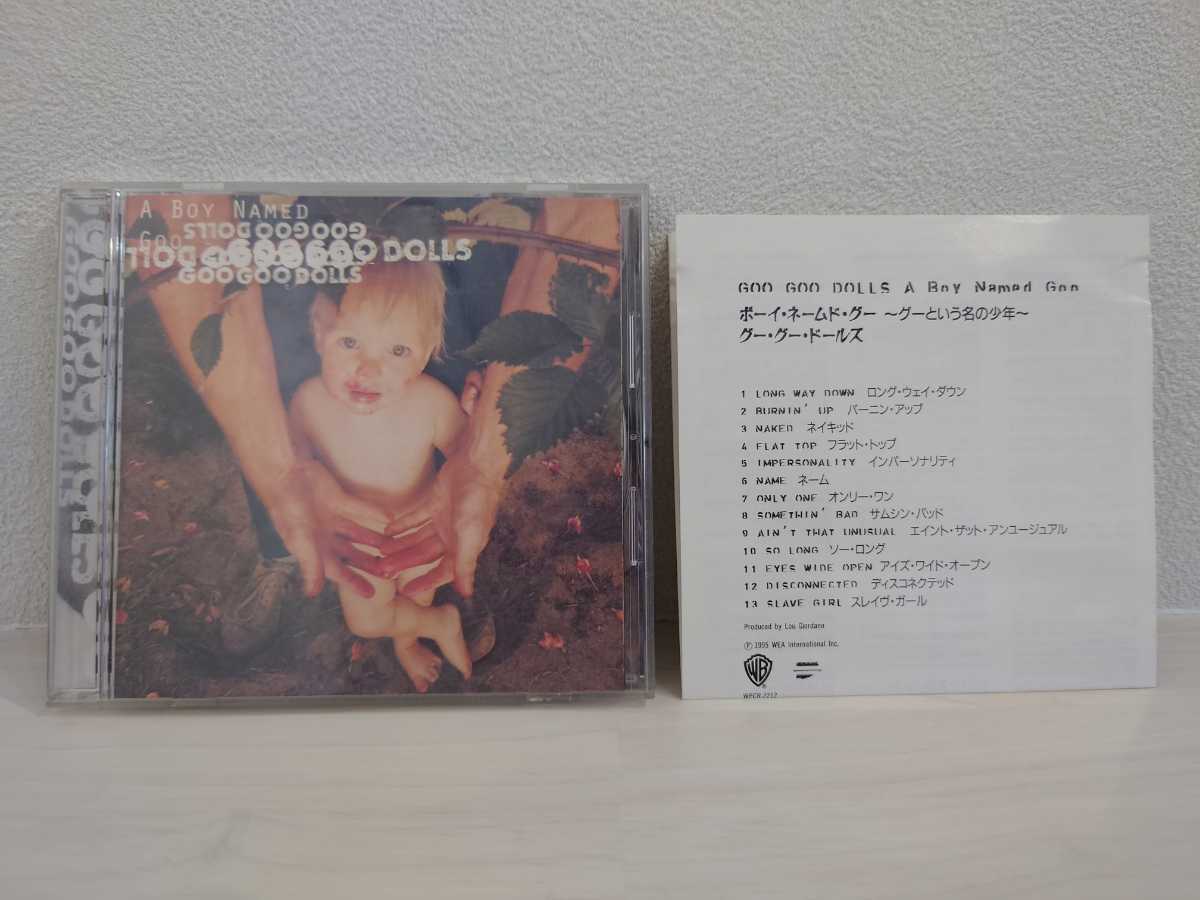 A BOY NAMED
GOO
GOO GOO DOLLS
GOO GOO DOLLS
GOO GOO DOLLS
GOO GOO DOLLS A Boy Named Goo
ボーイ・ネームド・グー ～グーという名の少年～
グー・グー・ドールズ
1 LONG WAY DOWN ロング・ウェイ・ダウン
2 BURNIN' UP バーニン・アップ
3 NAKED ネイキッド
4 FLAT TOP フラット・トップ
5 IMPERSONALITY インパーソナリティ
6 NAME ネーム
7 ONLY ONE オンリー・ワン
8 SOMETHIN' BAD サムシン・バッド
9 AIN'T THAT UNUSUAL エイント・ザット・アンユージュアル
10 SO LONG ソー・ロング
11 EYES WIDE OPEN アイズ・ワイド・オープン
12 DISCONNECTED ディスコネクテッド
13 SLAVE GIRL スレイヴ・ガール
Produced by Lou Giordano
Ⓟ 1995 WEA International Inc.
WB